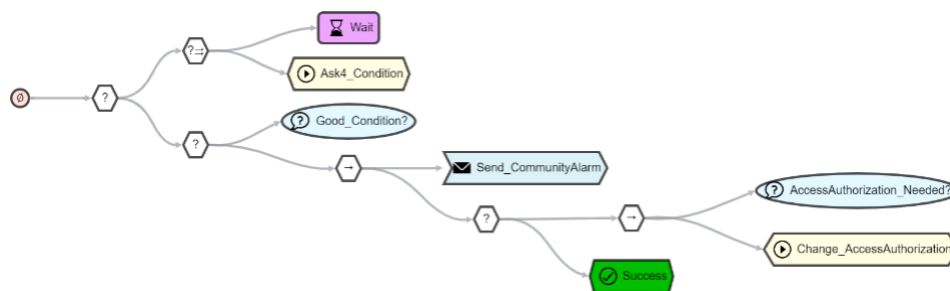 Wait
?⇉
Ask4_Condition
Ø
?
? Good_Condition?
?
→
Send_CommunityAlarm
? AccessAuthorization_Needed?
?
→
Change_AccessAuthorization
Success